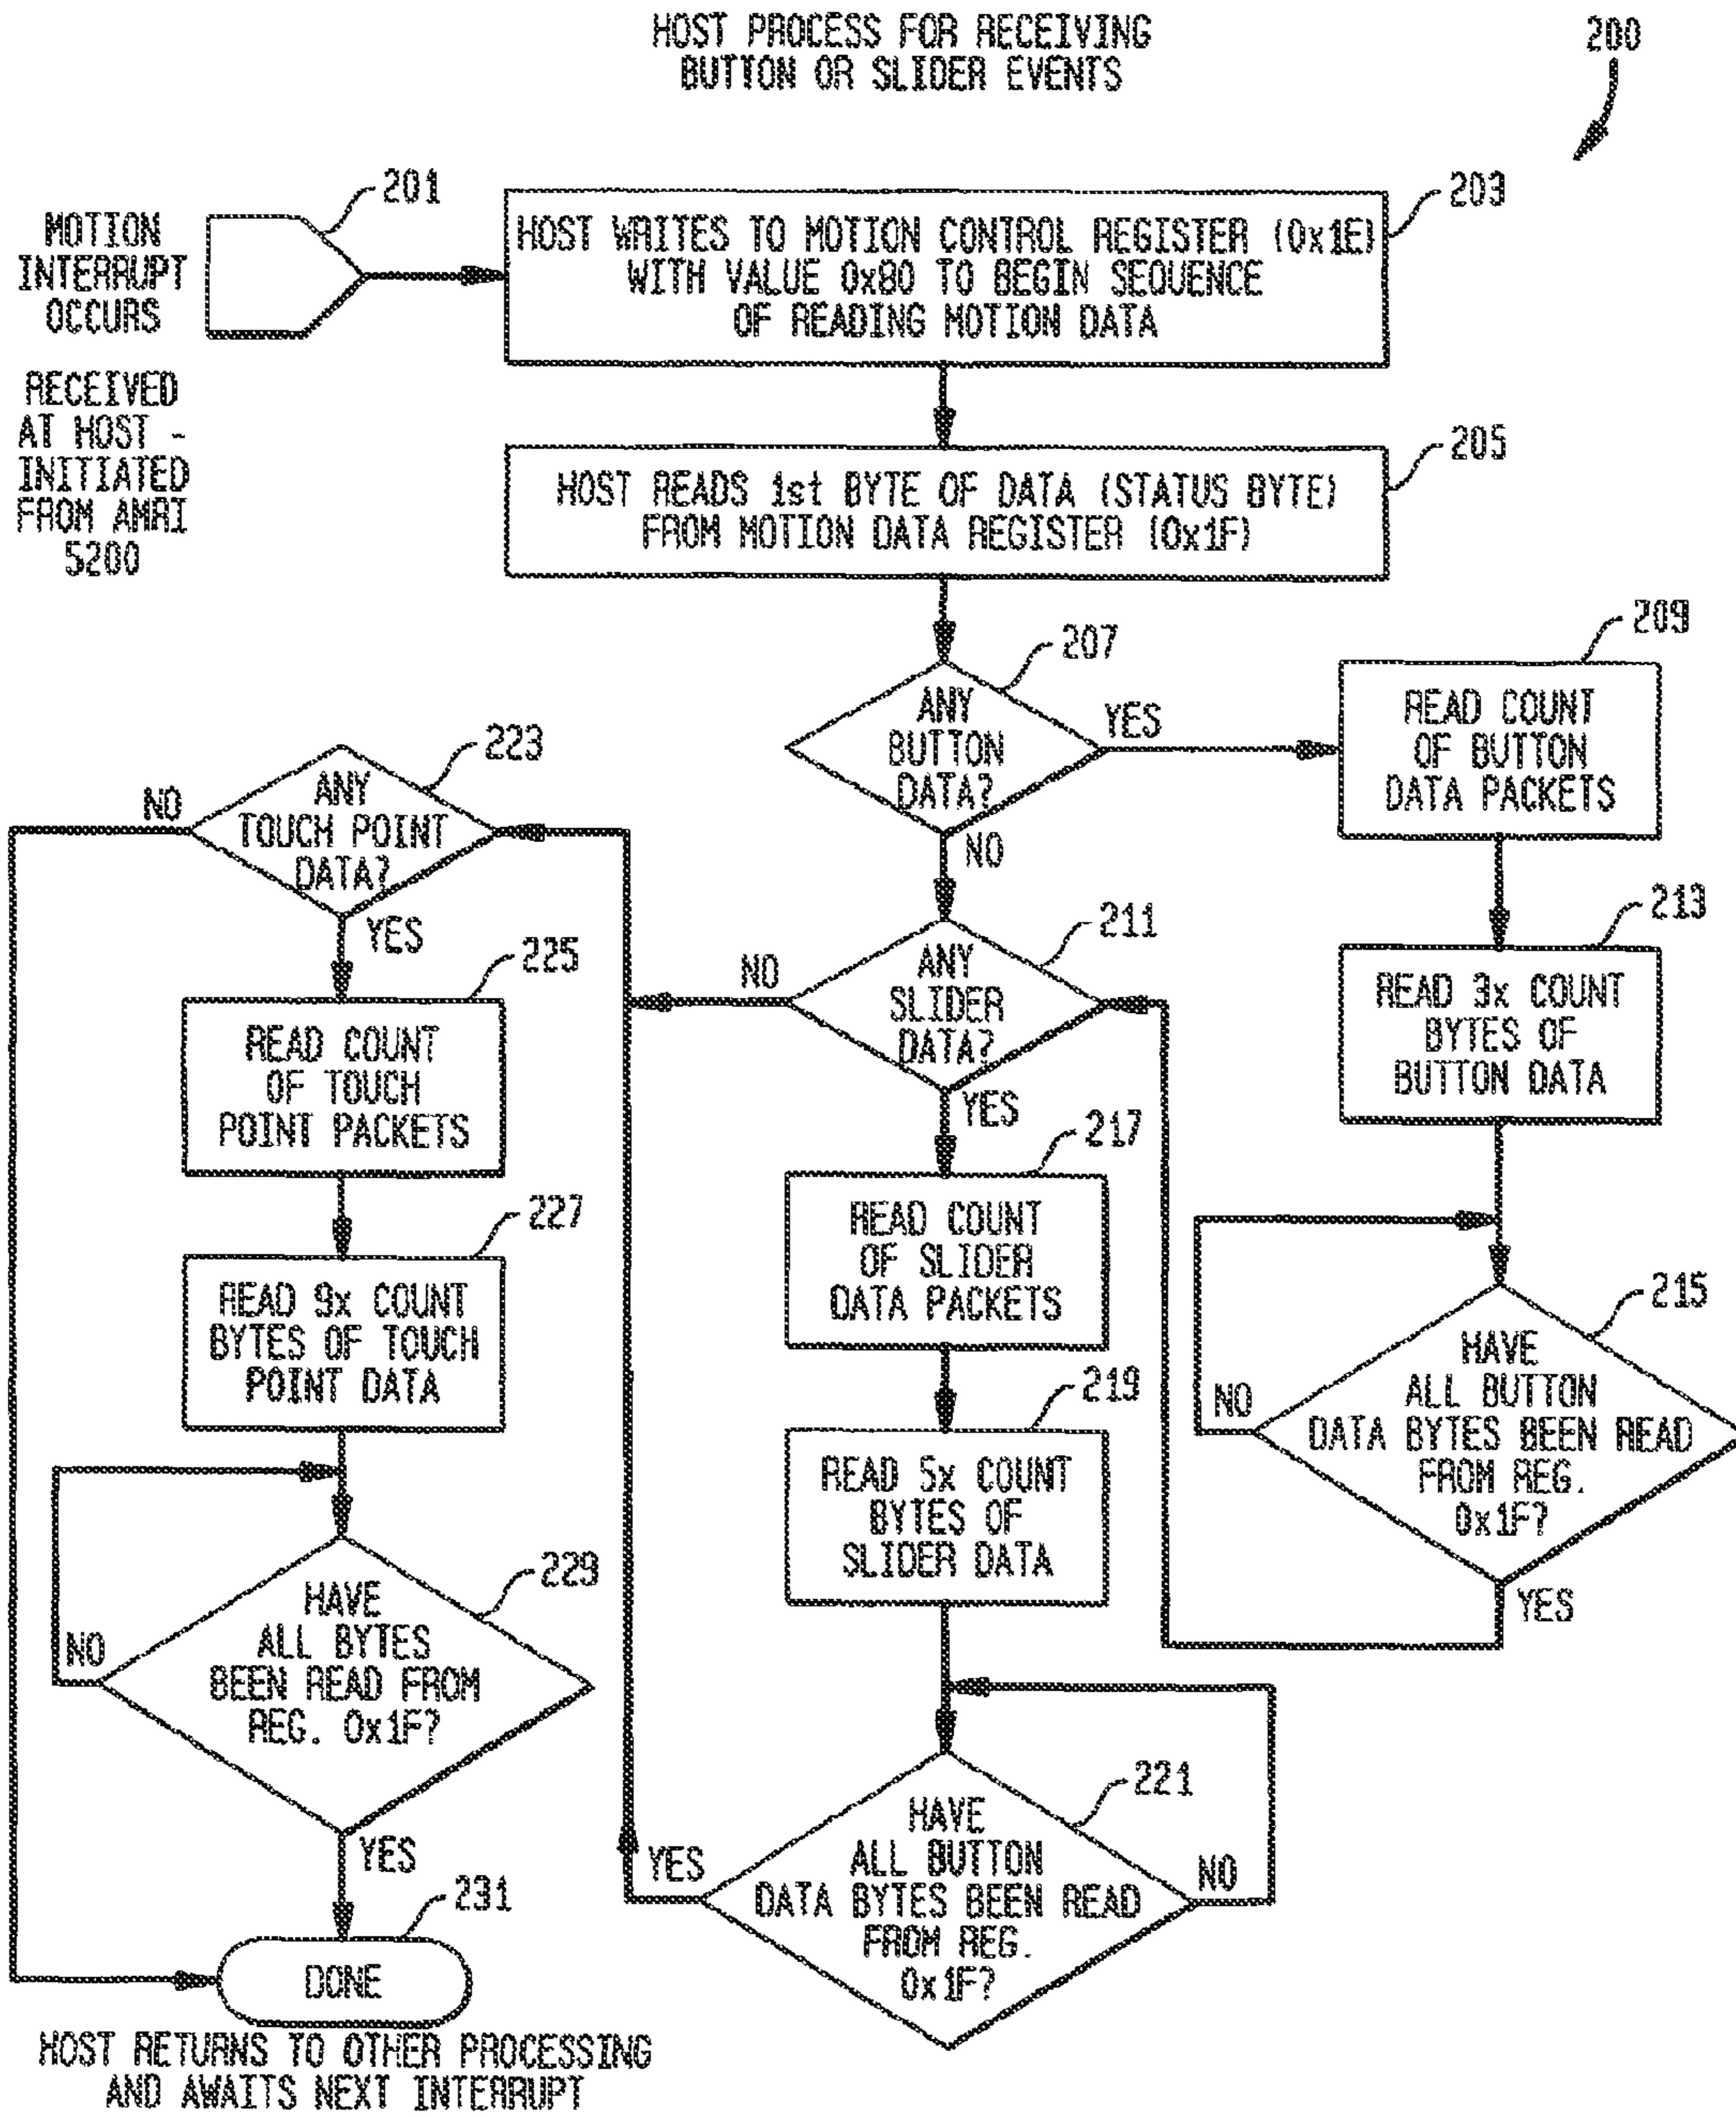 HOST PROCESS FOR RECEIVING
BUTTON OR SLIDER EVENTS
200
201
MOTION
INTERRUPT
OCCURS
RECEIVED
AT HOST -
INITIATED
FROM AMRI
5200
203
HOST WRITES TO MOTION CONTROL REGISTER (0x1E)
WITH VALUE 0x80 TO BEGIN SEQUENCE
OF READING MOTION DATA
205
HOST READS 1st BYTE OF DATA (STATUS BYTE)
FROM MOTION DATA REGISTER (0x1F)
207
ANY
BUTTON
DATA?
YES
NO
209
READ COUNT
OF BUTTON
DATA PACKETS
213
READ 3x COUNT
BYTES OF
BUTTON DATA
215
HAVE
ALL BUTTON
DATA BYTES BEEN READ
FROM REG.
0x1F?
NO
YES
211
ANY
SLIDER
DATA?
NO
YES
217
READ COUNT
OF SLIDER
DATA PACKETS
219
READ 5x COUNT
BYTES OF
SLIDER DATA
221
HAVE
ALL BUTTON
DATA BYTES BEEN READ
FROM REG.
0x1F?
YES
NO
223
ANY
TOUCH POINT
DATA?
NO
YES
225
READ COUNT
OF TOUCH
POINT PACKETS
227
READ 9x COUNT
BYTES OF TOUCH
POINT DATA
229
HAVE
ALL BYTES
BEEN READ FROM
REG. 0x1F?
NO
YES
231
DONE
HOST RETURNS TO OTHER PROCESSING
AND AWAITS NEXT INTERRUPT